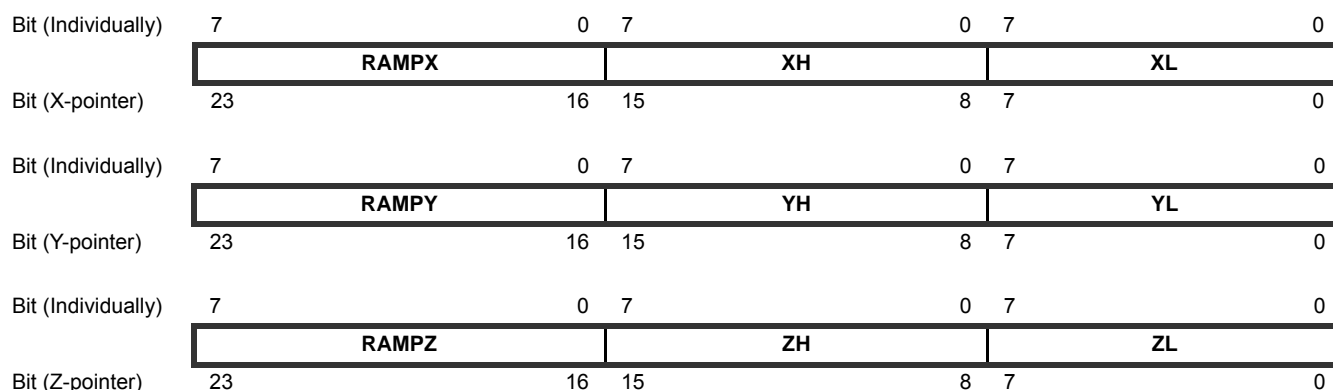 Bit (Individually) 7 0 7 0 7 0
RAMPX XH XL
Bit (X-pointer) 23 16 15 8 7 0
Bit (Individually) 7 0 7 0 7 0
RAMPY YH YL
Bit (Y-pointer) 23 16 15 8 7 0
Bit (Individually) 7 0 7 0 7 0
RAMPZ ZH ZL
Bit (Z-pointer) 23 16 15 8 7 0